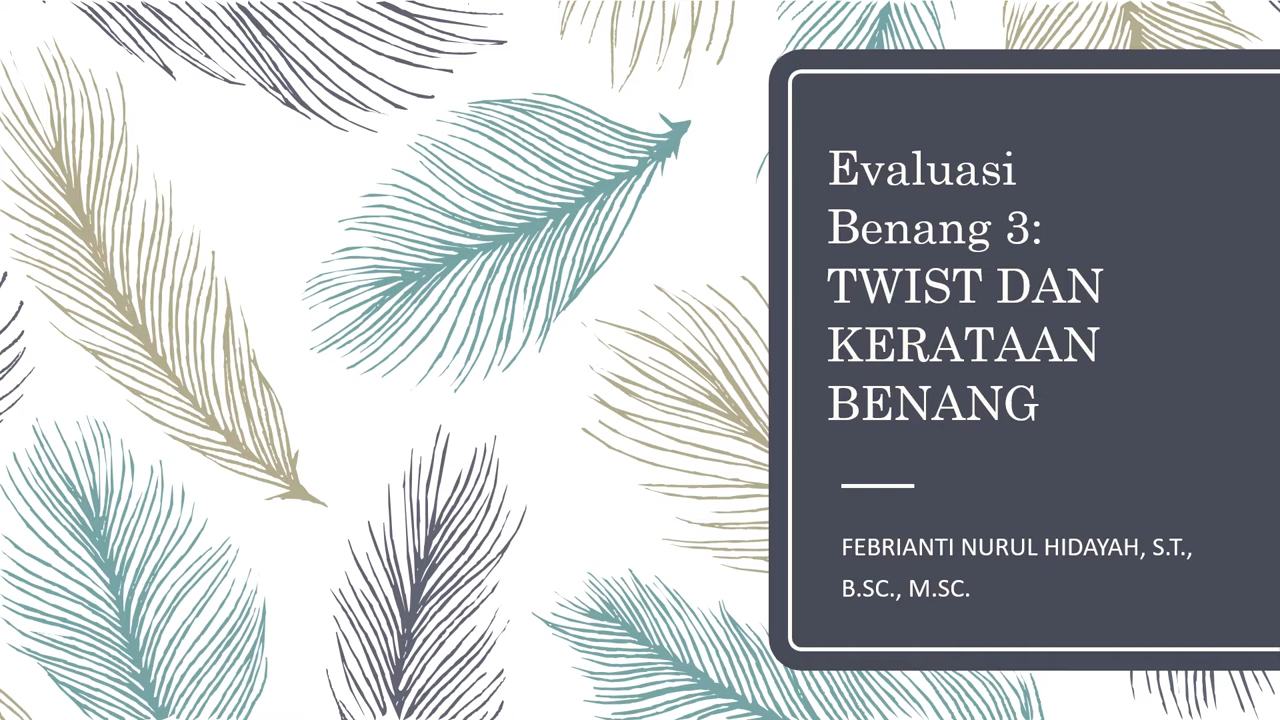 Evaluasi
Benang 3:
TWIST DAN
KERATAAN
BENANG
FEBRIANTI NURUL HIDAYAH, S.T.,
B.SC., M.SC.